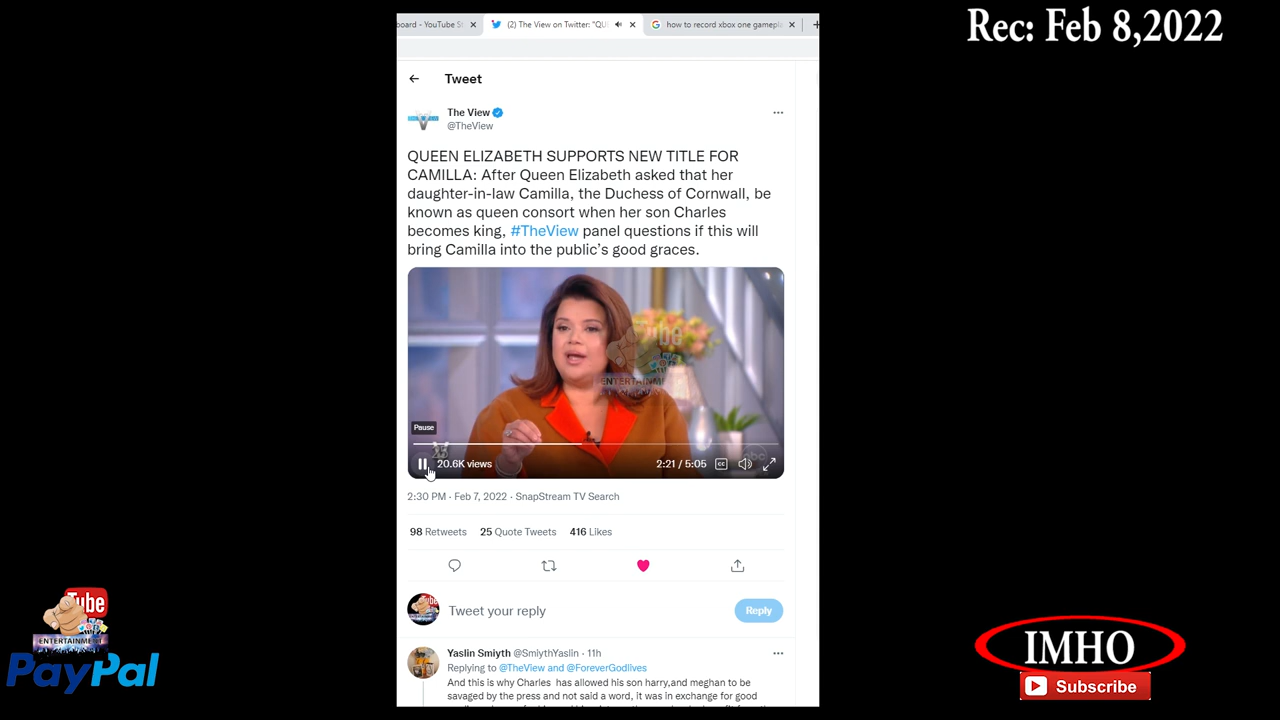 Rec: Feb 8,2022
board - YouTube St
(2) The View on Twitter: "QU
how to record xbox one gamepl
Tweet
The View
@TheView
QUEEN ELIZABETH SUPPORTS NEW TITLE FOR
CAMILLA: After Queen Elizabeth asked that her
daughter-in-law Camilla, the Duchess of Cornwall, be
known as queen consort when her son Charles
becomes king, #TheView panel questions if this will
bring Camilla into the public's good graces.
Tube
ENTERTAINM
Pause
20.6K views
2:21 / 5:05
CC
abc
2:30 PM · Feb 7, 2022 · SnapStream TV Search
98 Retweets 25 Quote Tweets 416 Likes
Tweet your reply
Reply
Yaslin Smiyth @SmiythYaslin · 11h
Replying to @TheView and @ForeverGodlives
And this is why Charles has allowed his son harry,and meghan to be
savaged by the press and not said a word, it was in exchange for good
Tube
ENTERTAINMENT
PayPal
IMHO
Subscribe